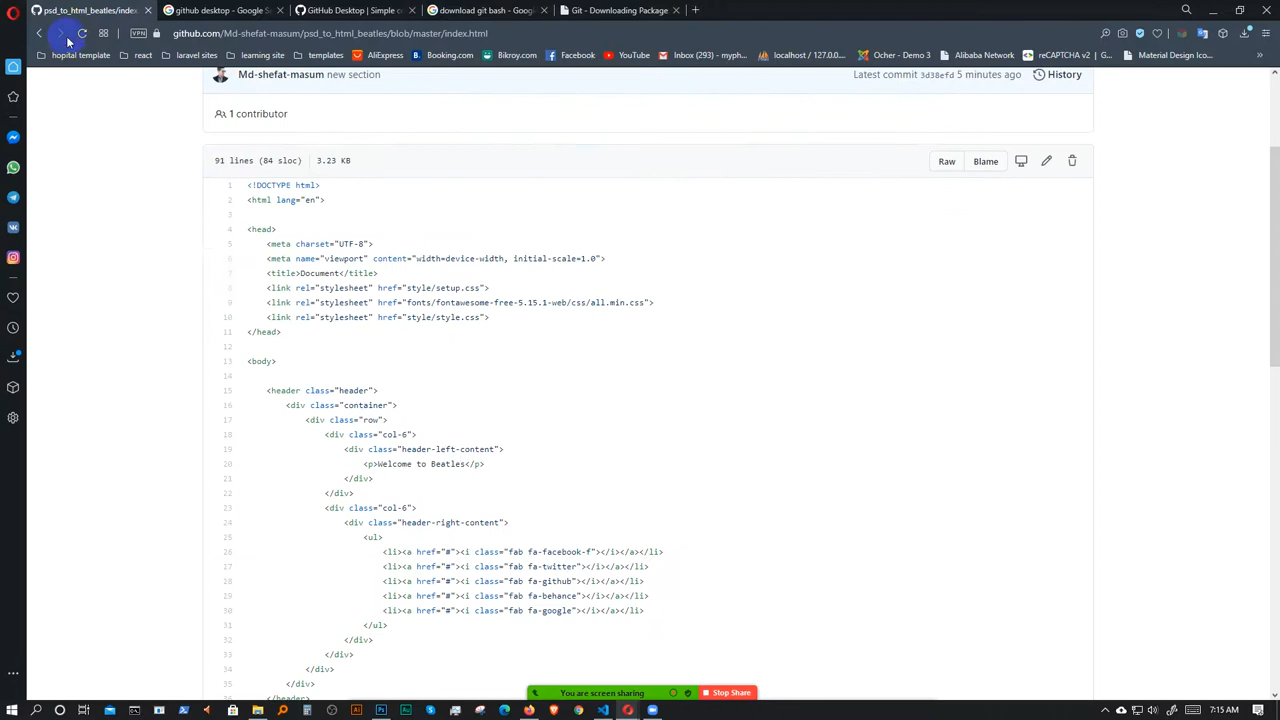 psd_to_html_beatles/index
github desktop - Google S
GitHub Desktop | Simple c
download git bash - Goog
Git - Downloading Package
VPN
github.com/Md-shefat-masum/psd_to_html_beatles/blob/master/index.html
hopital template
react
laravel sites
learning site
templates
AliExpress
Booking.com
Bikroy.com
Facebook
YouTube
Inbox (293) - myph...
localhost / 127.0.0....
Ocher - Demo 3
Alibaba Network
reCAPTCHA v2 | G...
Material Design Ico...
Md-shefat-masum new section
Latest commit 3d38efd 5 minutes ago
History
1 contributor
91 lines (84 sloc) | 3.23 KB
Raw
Blame
1 <!DOCTYPE html>
2 <html lang="en">
3
4 <head>
5 <meta charset="UTF-8">
6 <meta name="viewport" content="width=device-width, initial-scale=1.0">
7 <title>Document</title>
8 <link rel="stylesheet" href="style/setup.css">
9 <link rel="stylesheet" href="fonts/fontawesome-free-5.15.1-web/css/all.min.css">
10 <link rel="stylesheet" href="style/style.css">
11 </head>
12
13 <body>
14
15 <header class="header">
16 <div class="container">
17 <div class="row">
18 <div class="col-6">
19 <div class="header-left-content">
20 <p>Welcome to Beatles</p>
21 </div>
22 </div>
23 <div class="col-6">
24 <div class="header-right-content">
25 <ul>
26 <li><a href="#"><i class="fab fa-facebook-f"></i></a></li>
27 <li><a href="#"><i class="fab fa-twitter"></i></a></li>
28 <li><a href="#"><i class="fab fa-github"></i></a></li>
29 <li><a href="#"><i class="fab fa-behance"></i></a></li>
30 <li><a href="#"><i class="fab fa-google"></i></a></li>
31 </ul>
32 </div>
33 </div>
34 </div>
35 </div>
36 </header>
You are screen sharing
Stop Share
7:15 AM